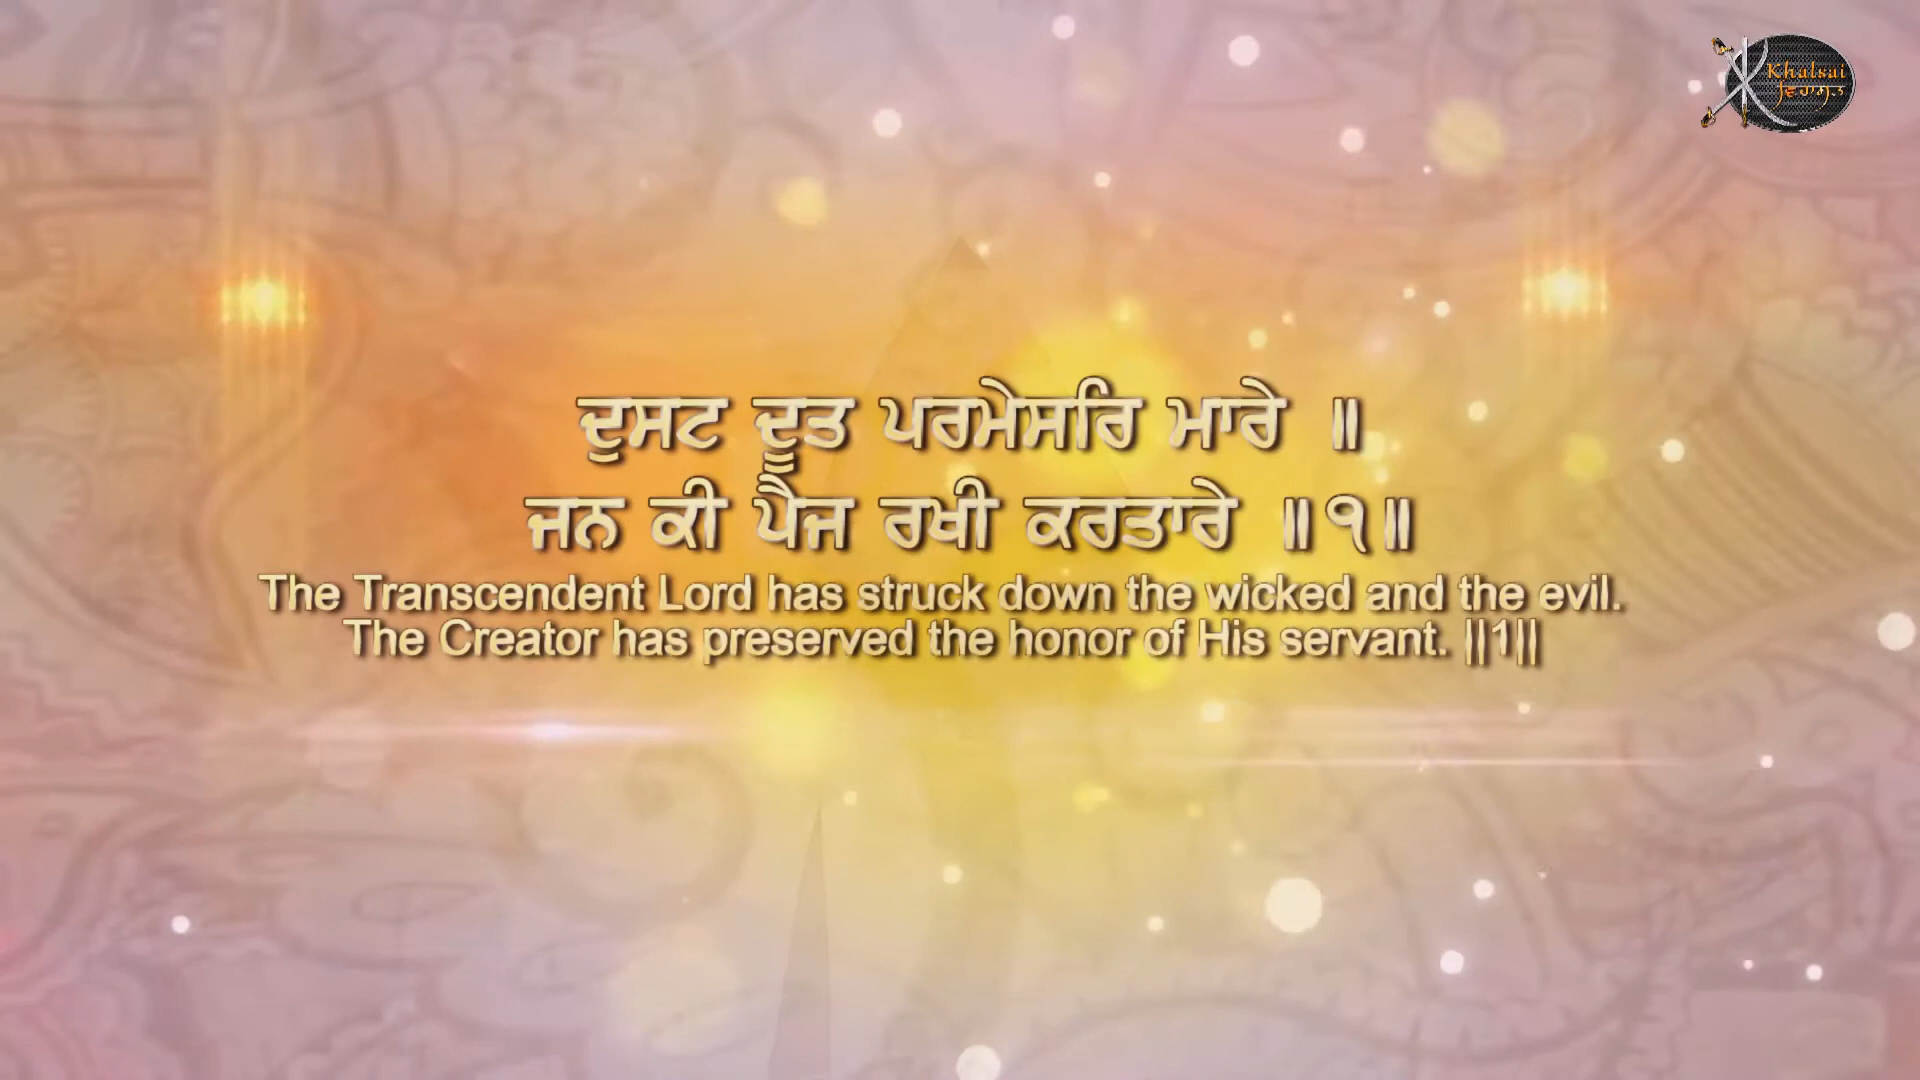 Khalsai
ਵਿਰਾਸਤ
ਦੁਸਟ ਦੂਤ ਪਰਮੇਸਰਿ ਮਾਰੇ ॥
ਜਨ ਕੀ ਪੈਜ ਰਖੀ ਕਰਤਾਰੇ ॥੧॥
The Transcendent Lord has struck down the wicked and the evil.
The Creator has preserved the honor of His servant. ||1||